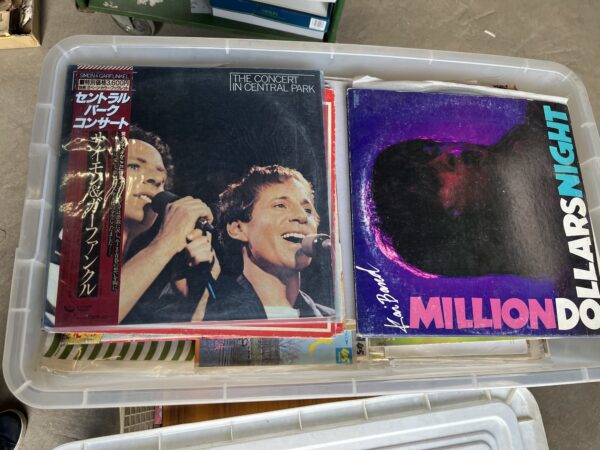 SIMON & GARFUNKEL
セントラル
パーク
コンサート
サイモン&ガーファンクル
THE CONCERT
IN CENTRAL PARK
Kai Band
MILLION
DOLLARS
NIGHT